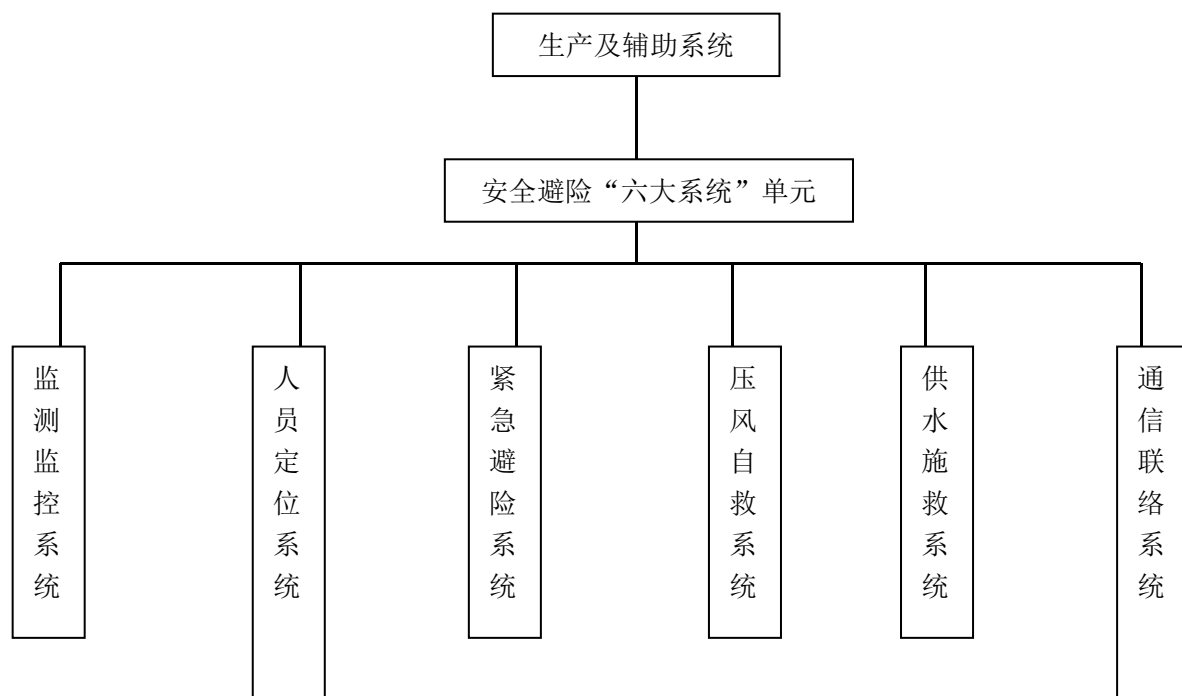 生产及辅助系统
安全避险“六大系统”单元
监测监控系统
人员定位系统
紧急避险系统
压风自救系统
供水施救系统
通信联络系统